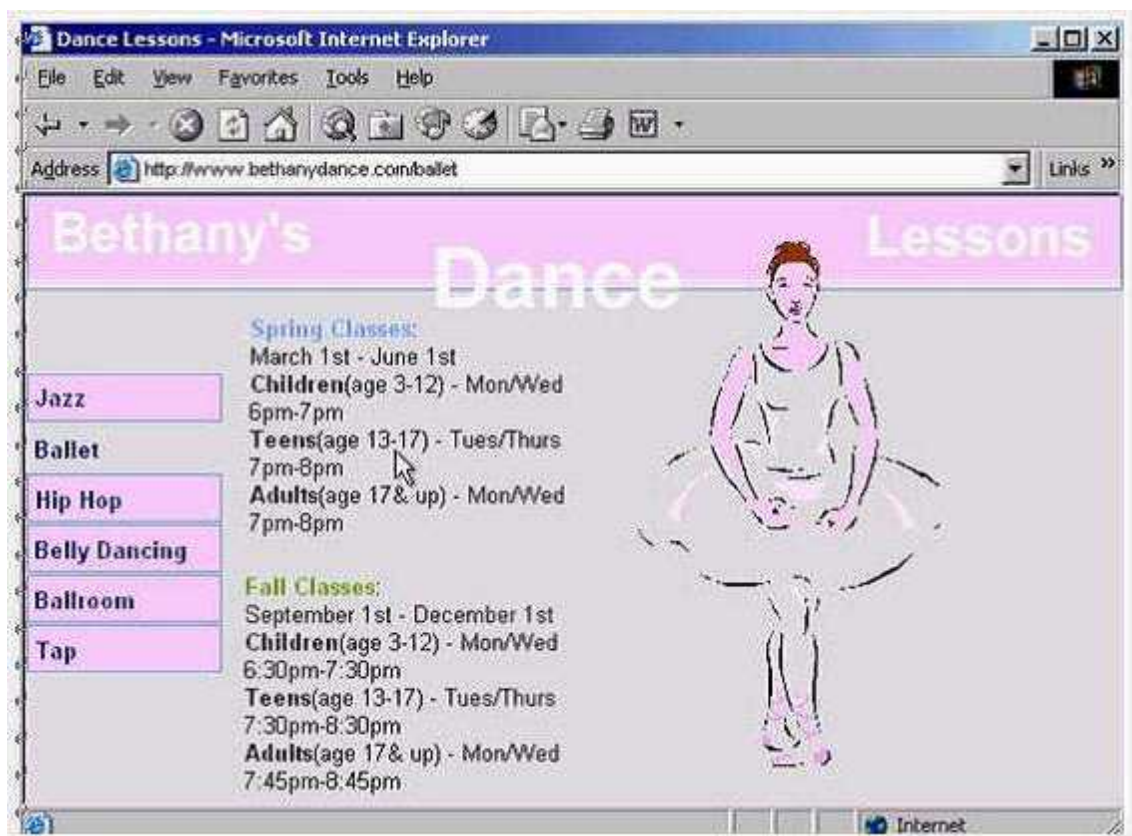 Dance Lessons - Microsoft Internet Explorer
File Edit View Favorites Tools Help
Address http://www.bethanydance.com/ballet Links »
Bethany's Dance Lessons
Spring Classes:
March 1st - June 1st
Children(age 3-12) - Mon/Wed
6pm-7pm
Teens(age 13-17) - Tues/Thurs
7pm-8pm
Adults(age 17& up) - Mon/Wed
7pm-8pm
Jazz
Ballet
Hip Hop
Belly Dancing
Ballroom
Tap
Fall Classes:
September 1st - December 1st
Children(age 3-12) - Mon/Wed
6:30pm-7:30pm
Teens(age 13-17) - Tues/Thurs
7:30pm-8:30pm
Adults(age 17& up) - Mon/Wed
7:45pm-8:45pm
Internet